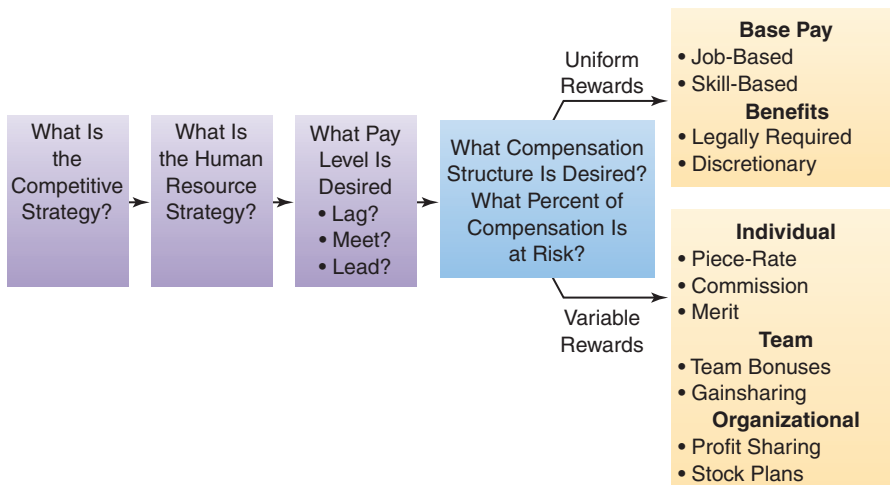 What Is
the
Competitive
Strategy?
What Is
the Human
Resource
Strategy?
What Pay
Level Is
Desired
• Lag?
• Meet?
• Lead?
What Compensation
Structure Is Desired?
What Percent of
Compensation Is
at Risk?
Uniform
Rewards
Base Pay
• Job-Based
• Skill-Based
Benefits
• Legally Required
• Discretionary
Variable
Rewards
Individual
• Piece-Rate
• Commission
• Merit
Team
• Team Bonuses
• Gainsharing
Organizational
• Profit Sharing
• Stock Plans